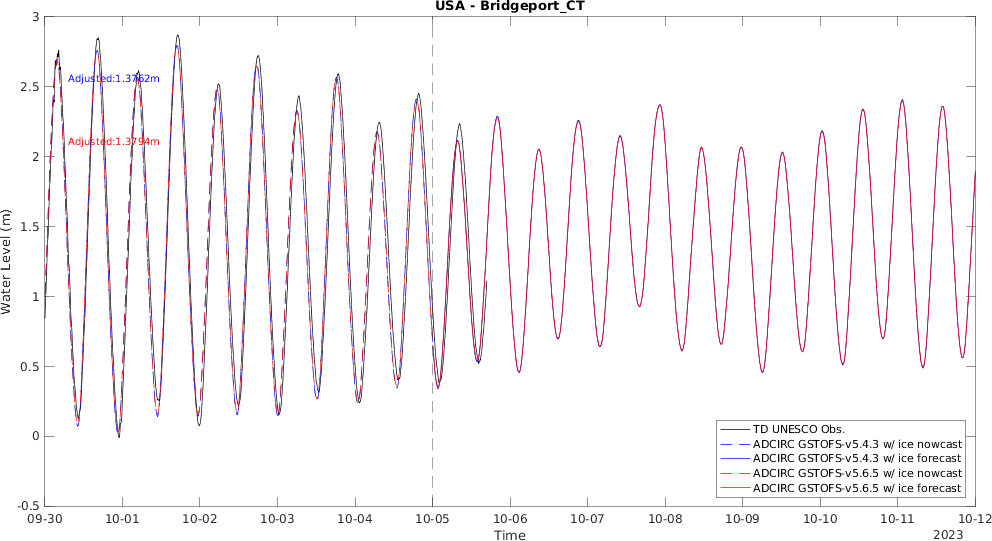 USA - Bridgeport_CT
3
2.5
2
1.5
1
0.5
0
-0.5
Water Level (m)
Adjusted:1.3762m
Adjusted:1.3794m
TD UNESCO Obs.
ADCIRC GSTOFS-v5.4.3 w/ ice nowcast
ADCIRC GSTOFS-v5.4.3 w/ ice forecast
ADCIRC GSTOFS-v5.6.5 w/ ice nowcast
ADCIRC GSTOFS-v5.6.5 w/ ice forecast
09-30 10-01 10-02 10-03 10-04 10-05 10-06 10-07 10-08 10-09 10-10 10-11 10-12
Time
2023